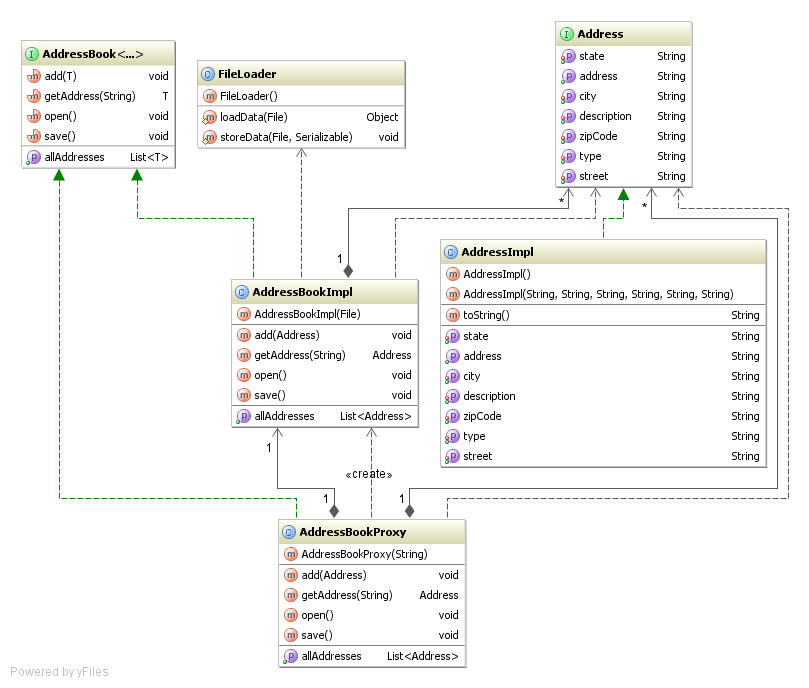 AddressBook<...>
add(T) void
getAddress(String) T
open() void
save() void
allAddresses List<T>
FileLoader
FileLoader()
loadData(File) Object
storeData(File, Serializable) void
Address
state String
address String
city String
description String
zipCode String
type String
street String
* *
1
AddressImpl
AddressImpl()
AddressImpl(String, String, String, String, String, String)
toString() String
state String
address String
city String
description String
zipCode String
type String
street String
AddressBookImpl
AddressBookImpl(File)
add(Address) void
getAddress(String) Address
open() void
save() void
allAddresses List<Address>
1
«create»
1 1
AddressBookProxy
AddressBookProxy(String)
add(Address) void
getAddress(String) Address
open() void
save() void
allAddresses List<Address>
Powered by yFiles